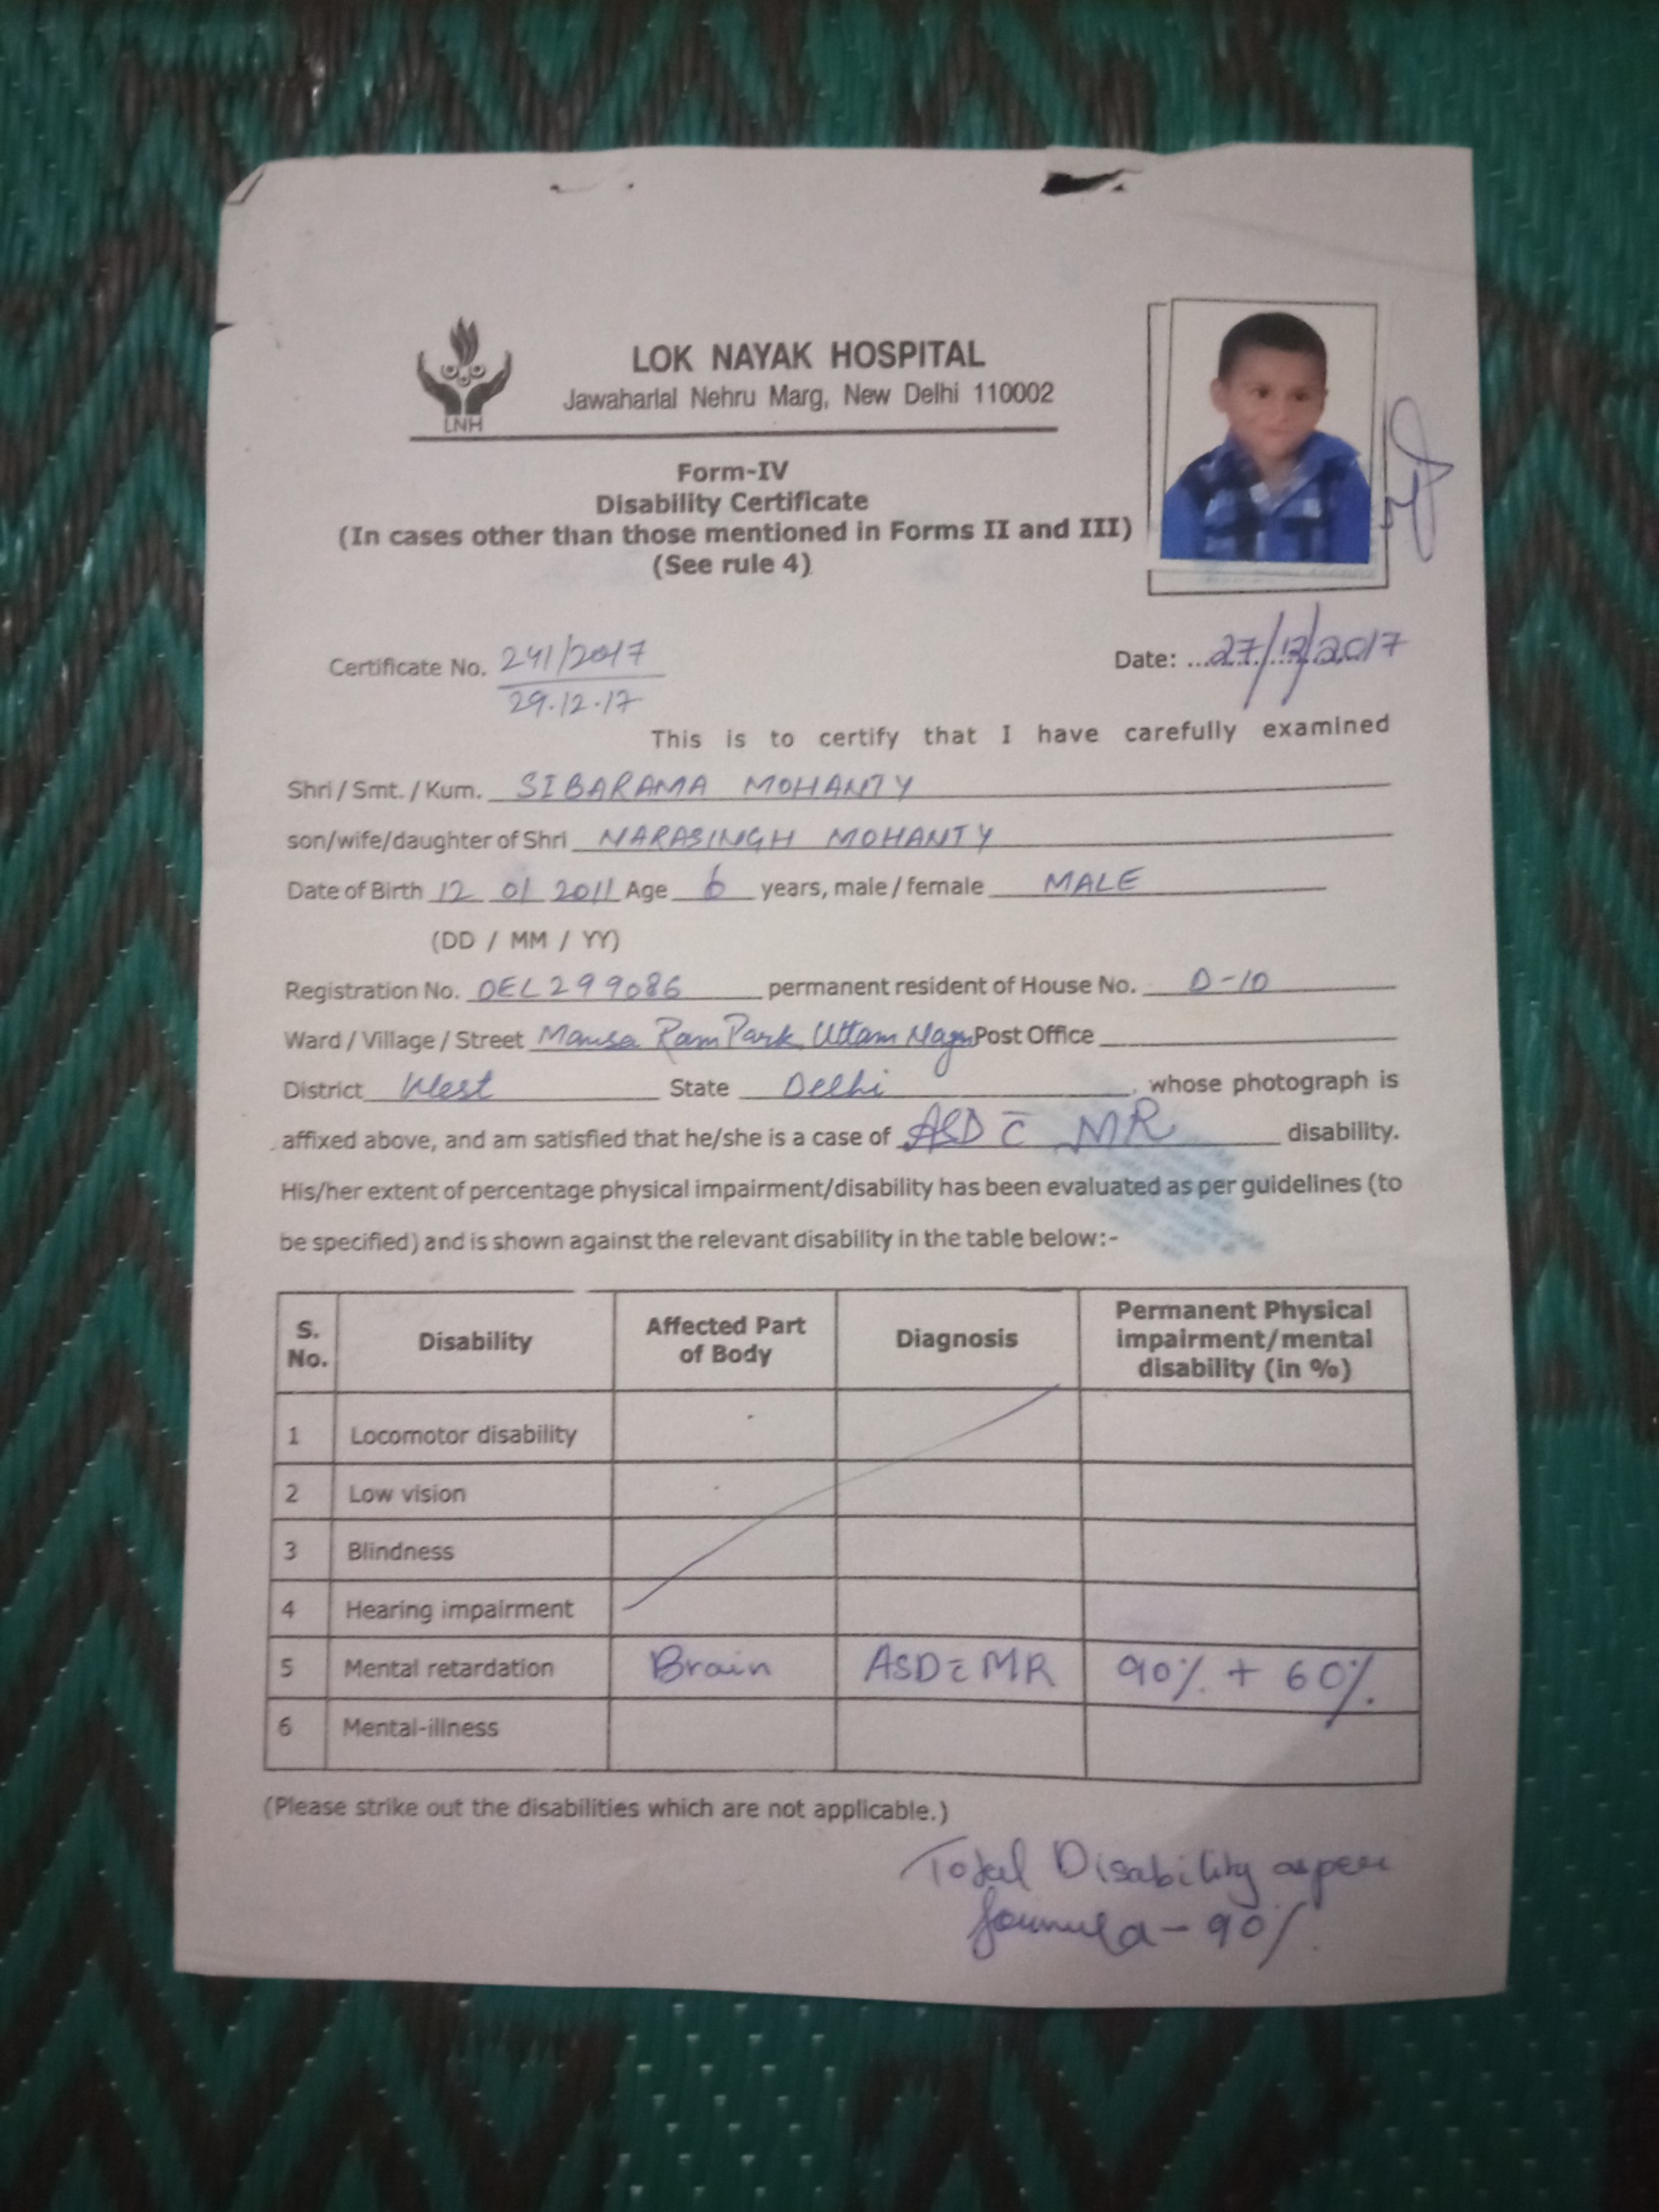 LNH
LOK NAYAK HOSPITAL
Jawaharlal Nehru Marg, New Delhi 110002
Form-IV
Disability Certificate
(In cases other than those mentioned in Forms II and III)
(See rule 4)
Certificate No. 241/2017
29.12.17
Date: ...27/12/2017
This is to certify that I have carefully examined
Shri / Smt. / Kum. SIBARAMA MOHANTY
son/wife/daughter of Shri NARASINGH MOHANTY
Date of Birth 12 01 2011 Age 6 years, male / female MALE
(DD / MM / YY)
Registration No. DEL299086 permanent resident of House No. D-10
Ward / Village / Street Mansa Ram Park, Uttam Nagar Post Office
District West State Delhi, whose photograph is
affixed above, and am satisfied that he/she is a case of ASD c̄ MR disability.
His/her extent of percentage physical impairment/disability has been evaluated as per guidelines (to
be specified) and is shown against the relevant disability in the table below:-
S. No. Disability Affected Part of Body Diagnosis Permanent Physical impairment/mental disability (in %)
1 Locomotor disability
2 Low vision
3 Blindness
4 Hearing impairment
5 Mental retardation Brain ASD c̄ MR 90% + 60%
6 Mental-illness
(Please strike out the disabilities which are not applicable.)
Total Disability as per
formula - 90%